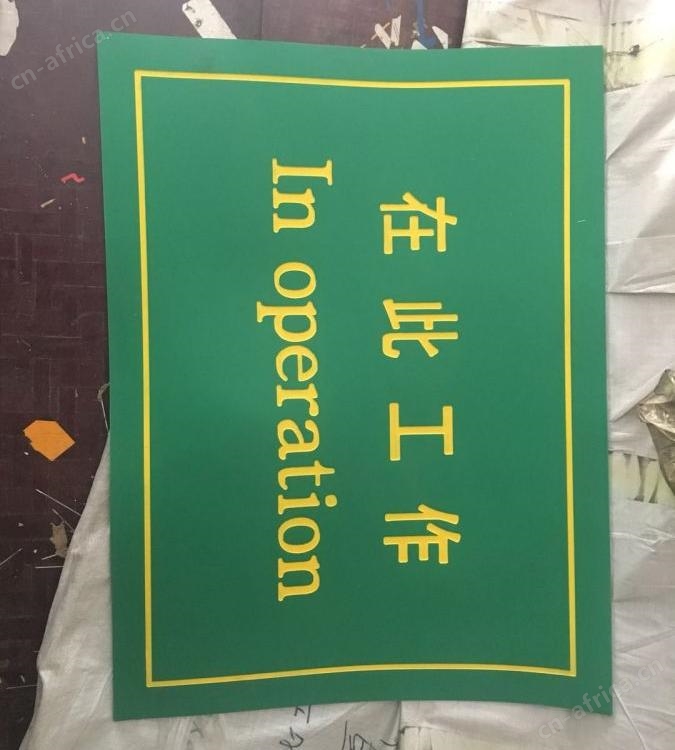 在此工作
In operation
cn-africa.cn
cn-africa.cn